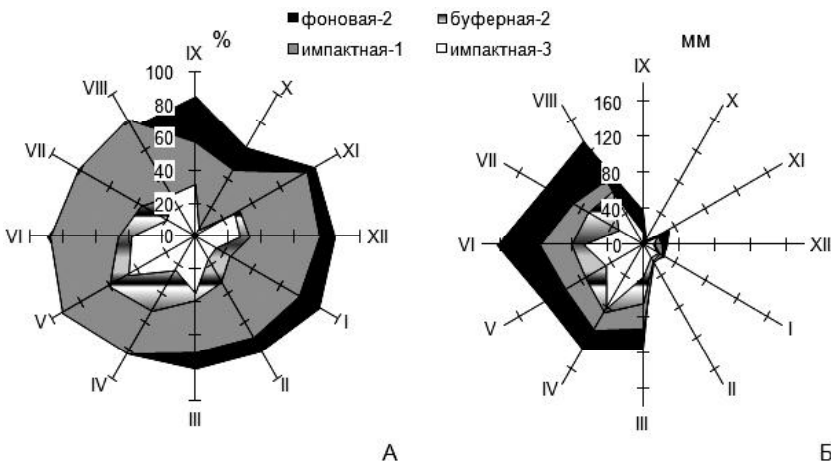 фоновая-2 буферная-2
импактная-1 импактная-3
%
IX
100
80
60
40
20
0
X
XI
XII
I
II
III
IV
V
VI
VII
VIII
А
мм
IX
160
120
80
40
0
X
XI
XII
I
II
III
IV
V
VI
VII
VIII
Б